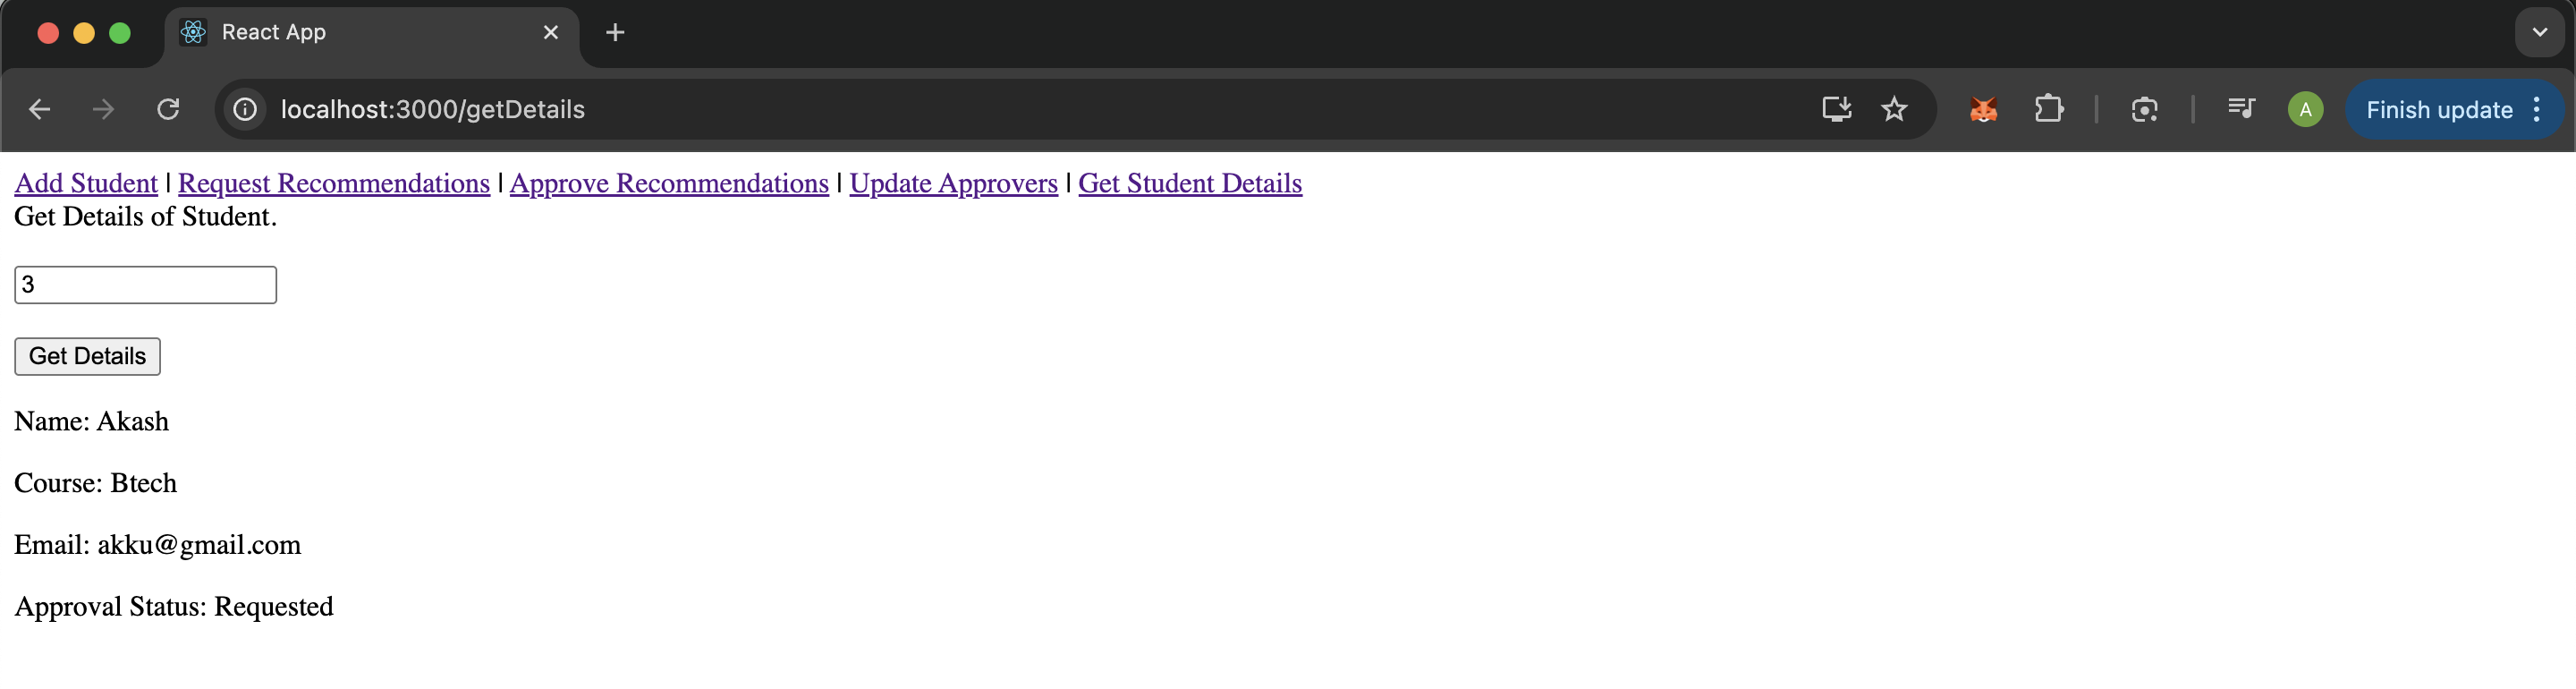 React App
localhost:3000/getDetails
A
Finish update
Add Student | Request Recommendations | Approve Recommendations | Update Approvers | Get Student Details
Get Details of Student.
3
Get Details
Name: Akash
Course: Btech
Email: akku@gmail.com
Approval Status: Requested